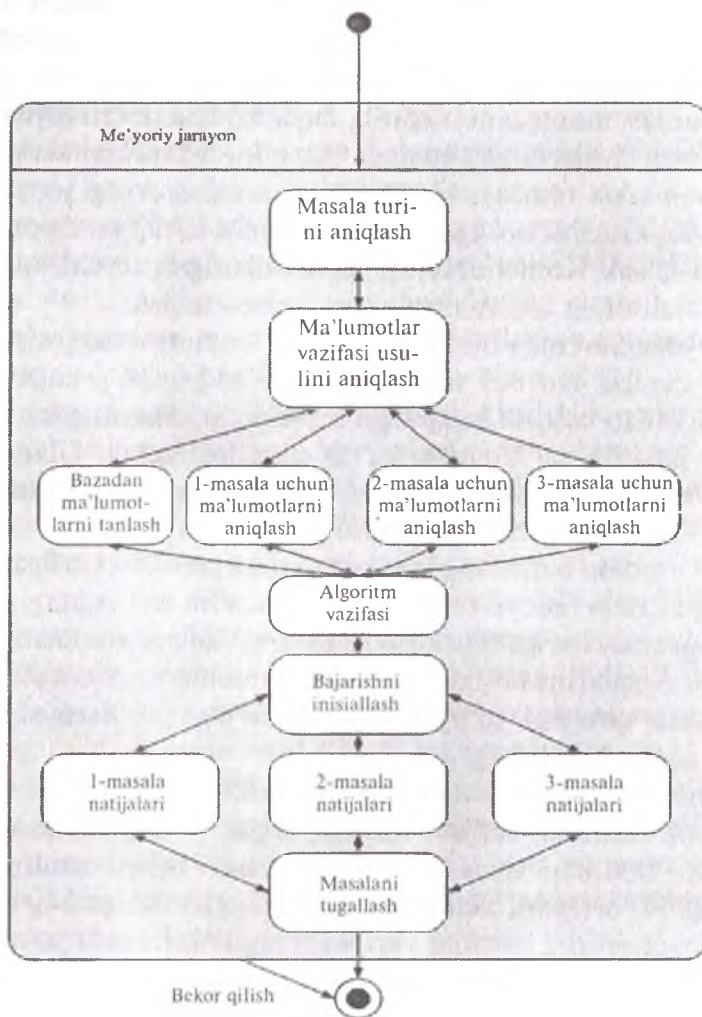 Me'yoriy jarayon
Masala turi-
ni aniqlash
Ma'lumotlar
vazifasi usu-
lini aniqlash
Bazadan
ma'lumot-
larni tanlash
1-masala uchun
ma'lumotlarni
aniqlash
2-masala uchun
ma'lumotlarni
aniqlash
3-masala uchun
ma'lumotlarni
aniqlash
Algoritm
vazifasi
Bajarishni
inisiallash
1-masala
natijalari
2-masala
natijalari
3-masala
natijalari
Masalani
tugallash
Bekor qilish